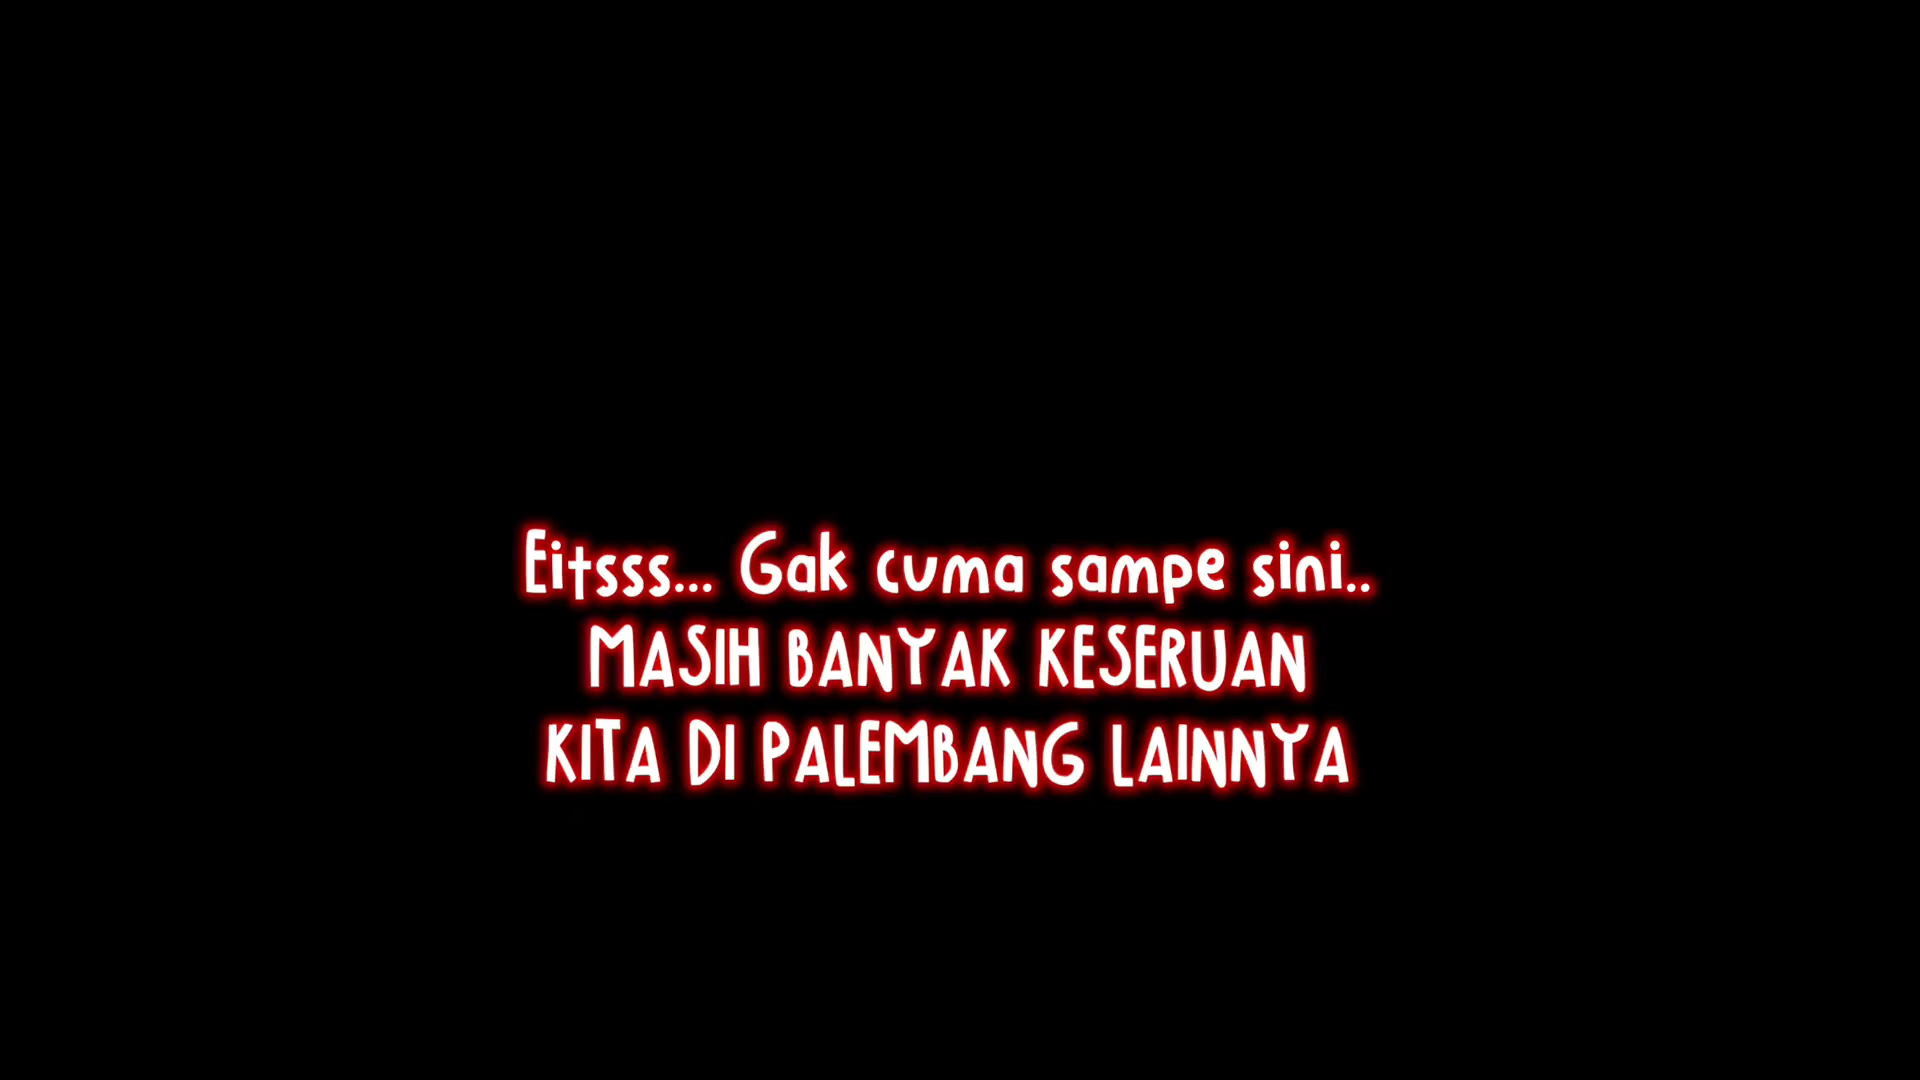 Eitsss... Gak cuma sampe sini..
MASIH BANYAK KESERUAN
KITA DI PALEMBANG LAINNYA